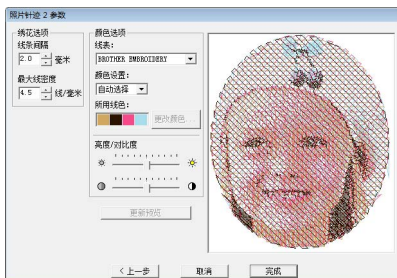 照片针迹 2 参数
绣花选项
线条间隔
2.0 毫米
最大线密度
4.5 线/毫米
颜色选项
线表:
BROTHER EMBROIDERY
颜色设置:
自动选择
所用线色:
更改颜色...
亮度/对比度
更新预览
< 上一步 取消 完成